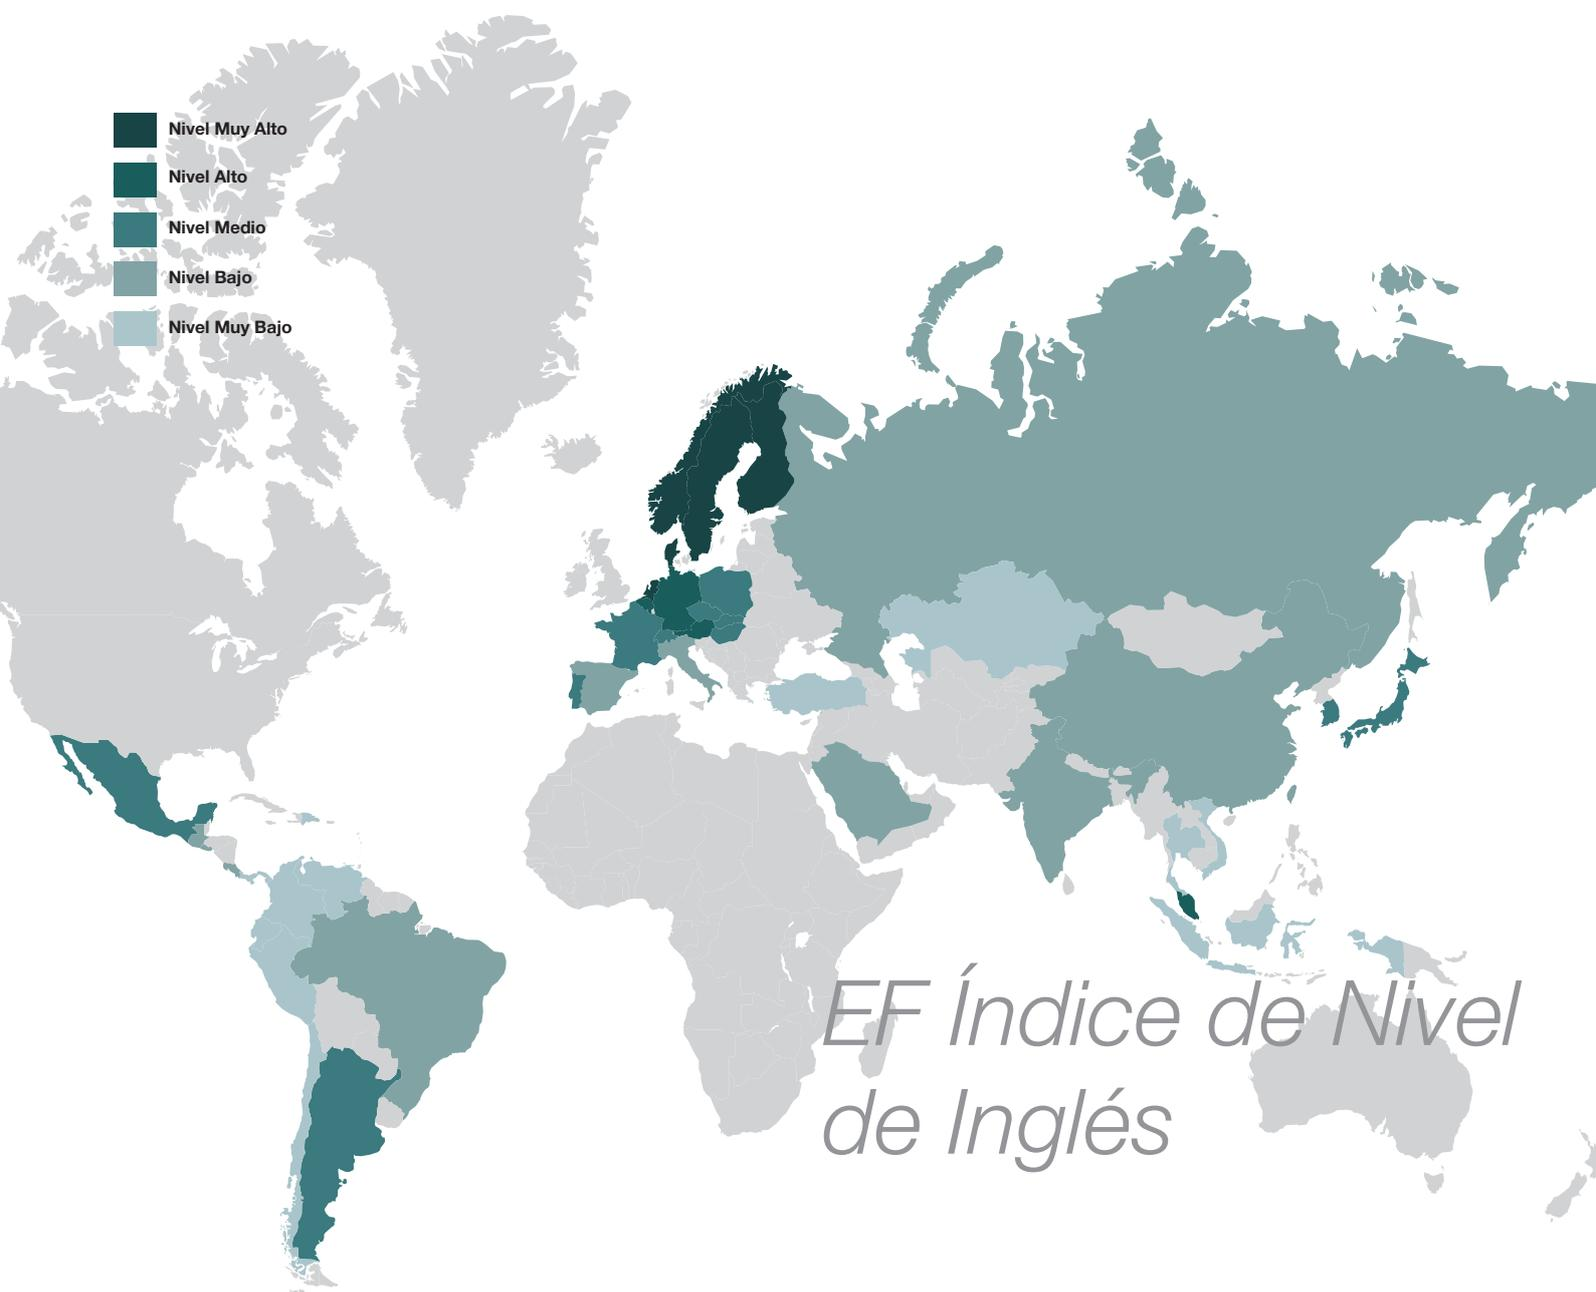 Nivel Muy Alto
Nivel Alto
Nivel Medio
Nivel Bajo
Nivel Muy Bajo
EF Índice de Nivel
de Inglés